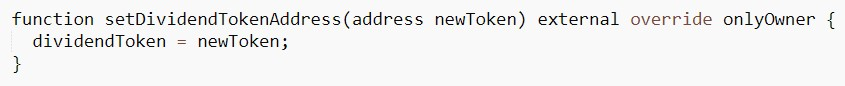 function setDividendTokenAddress(address newToken) external override onlyOwner {
  dividendToken = newToken;
}